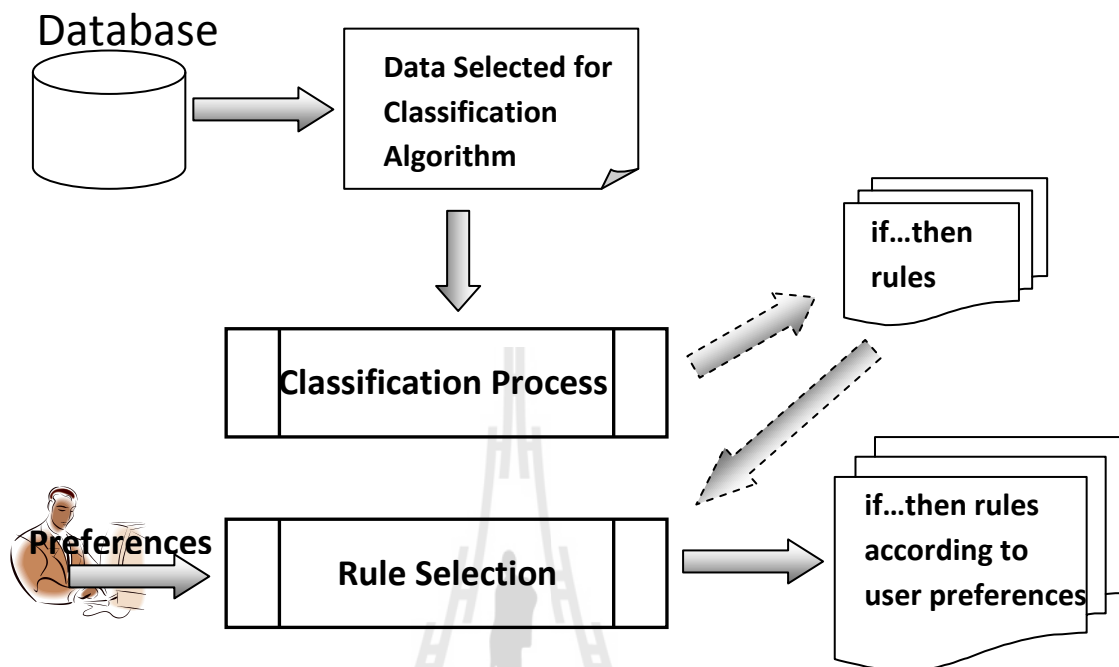 Database
Data Selected for
Classification
Algorithm
if...then
rules
Classification Process
Preferences
Rule Selection
if...then rules
according to
user preferences